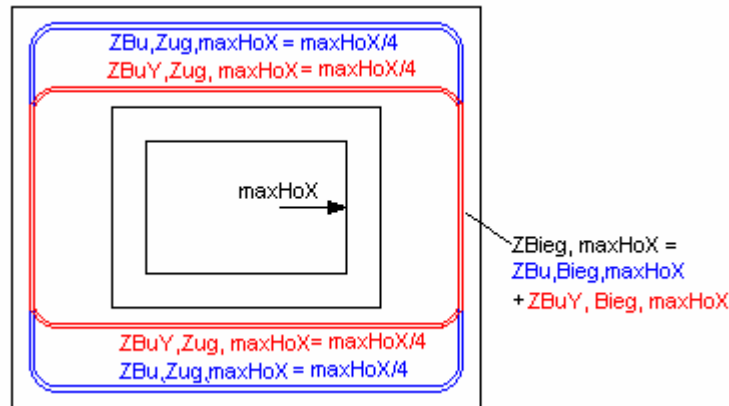 ZBu,Zug,maxHoX = maxHoX/4
ZBuY,Zug, maxHoX= maxHoX/4
maxHoX
ZBieg, maxHoX =
ZBu,Bieg,maxHoX
+ ZBuY, Bieg, maxHoX
ZBuY,Zug, maxHoX= maxHoX/4
ZBu,Zug,maxHoX = maxHoX/4